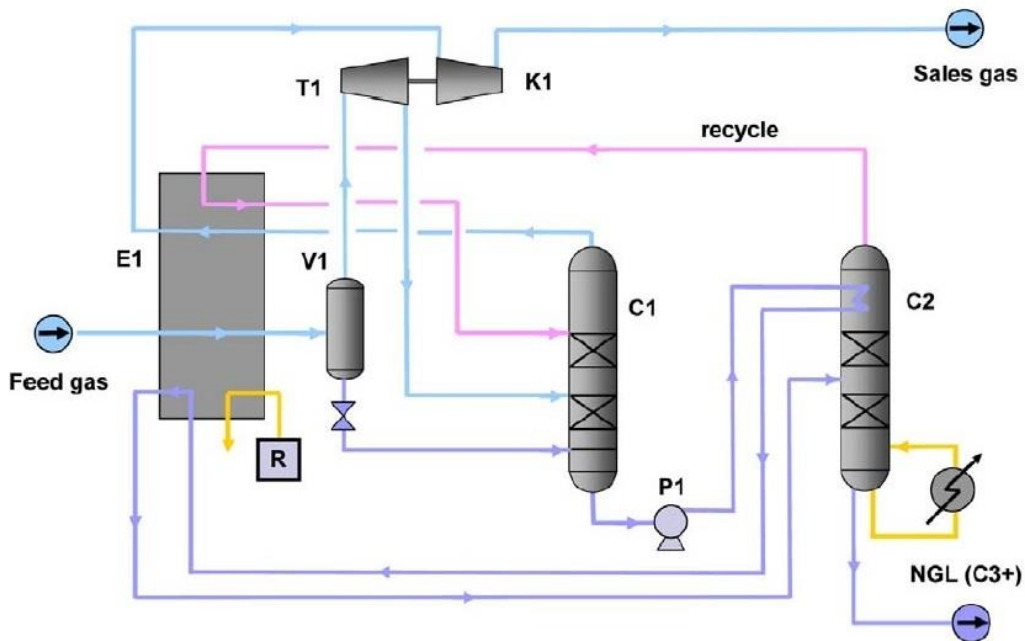 T1
K1
Sales gas
recycle
E1
V1
C1
C2
Feed gas
R
P1
NGL (C3+)